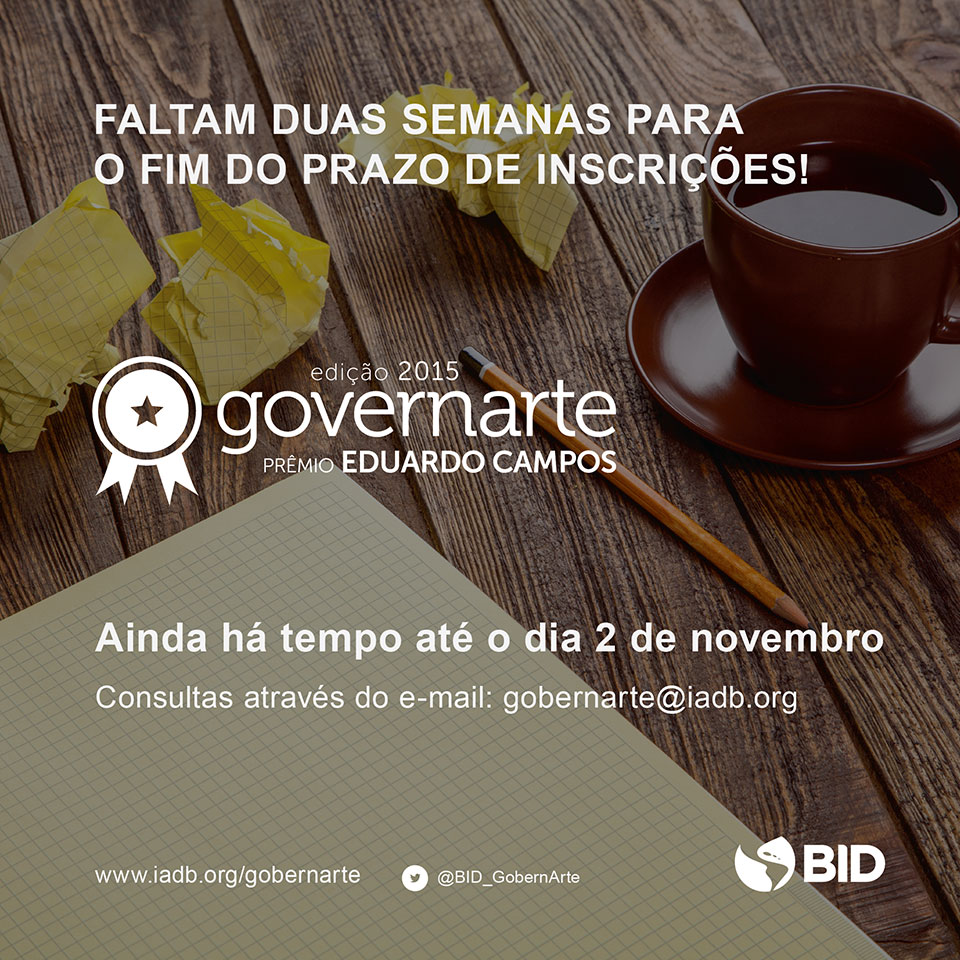 FALTAM DUAS SEMANAS PARA
O FIM DO PRAZO DE INSCRIÇÕES!
edição 2015
governarte
PRÊMIO EDUARDO CAMPOS
Ainda há tempo até o dia 2 de novembro
Consultas através do e-mail: gobernarte@iadb.org
www.iadb.org/gobernarte @BID_GobernArte
BID